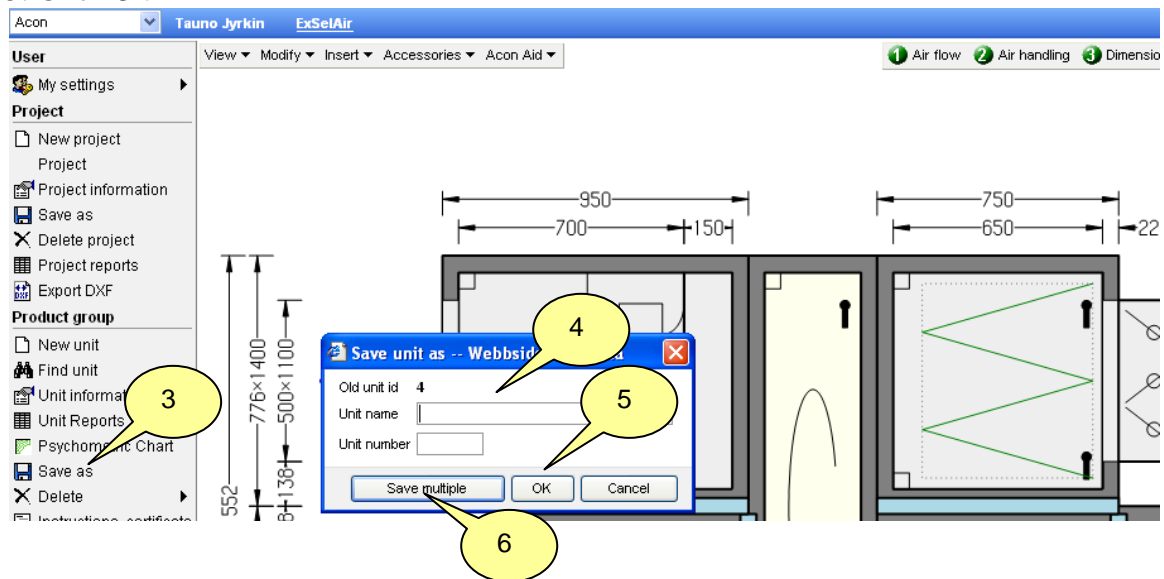 Acon Tauno Jyrkin ExSelAir
User View Modify Insert Accessories Acon Aid 1 Air flow 2 Air handling 3 Dimensio
My settings
Project
New project
Project
Project information
Save as
Delete project
Project reports
Export DXF
Product group
New unit
Find unit
Unit informat
Unit Reports
Psychometric Chart
Save as
Delete
950
700
150
750
650
22
776×1400
500×1100
138
552
Save unit as -- Webbsid
Old unit id 4
Unit name
Unit number
Save multiple OK Cancel
3
4
5
6